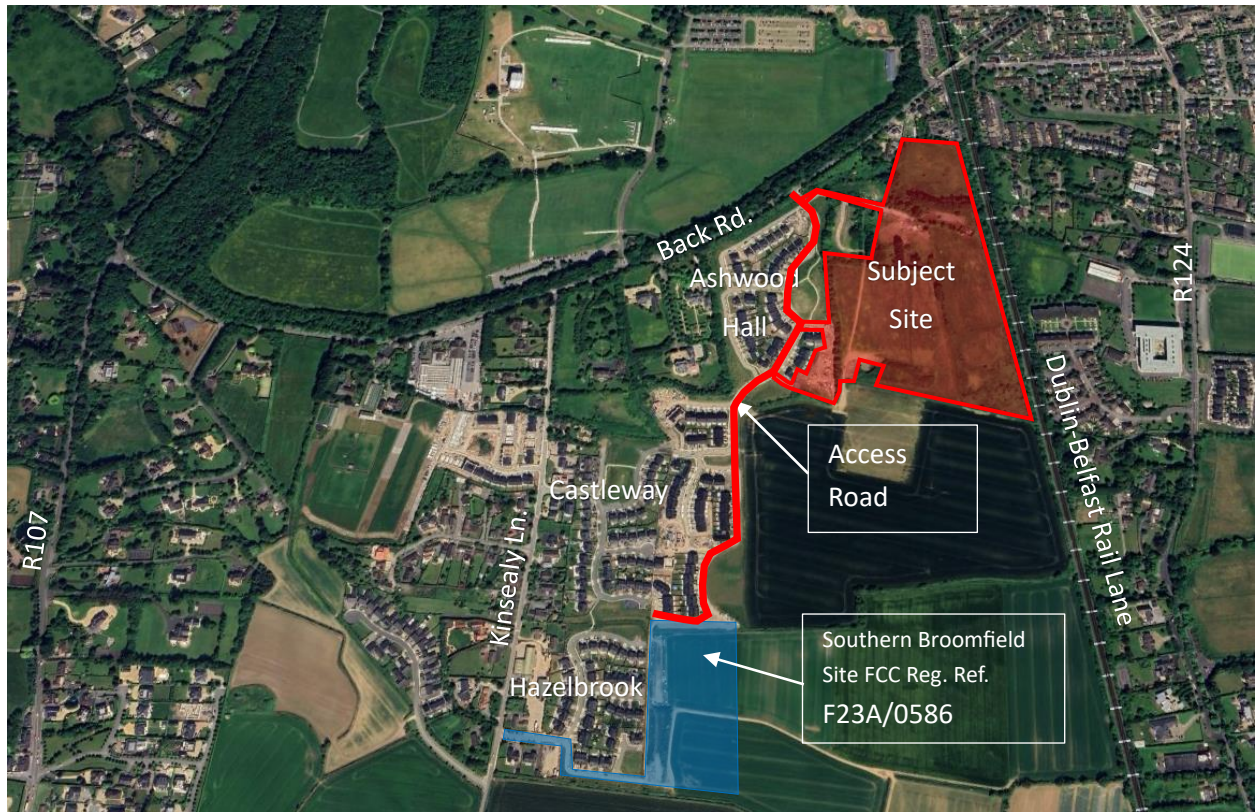 Back Rd.
Ashwood
Hall
Subject
Site
R124
Access
Road
Castleway
R107
Kinsealy Ln.
Dublin-Belfast Rail Lane
Southern Broomfield
Site FCC Reg. Ref.
F23A/0586
Hazelbrook